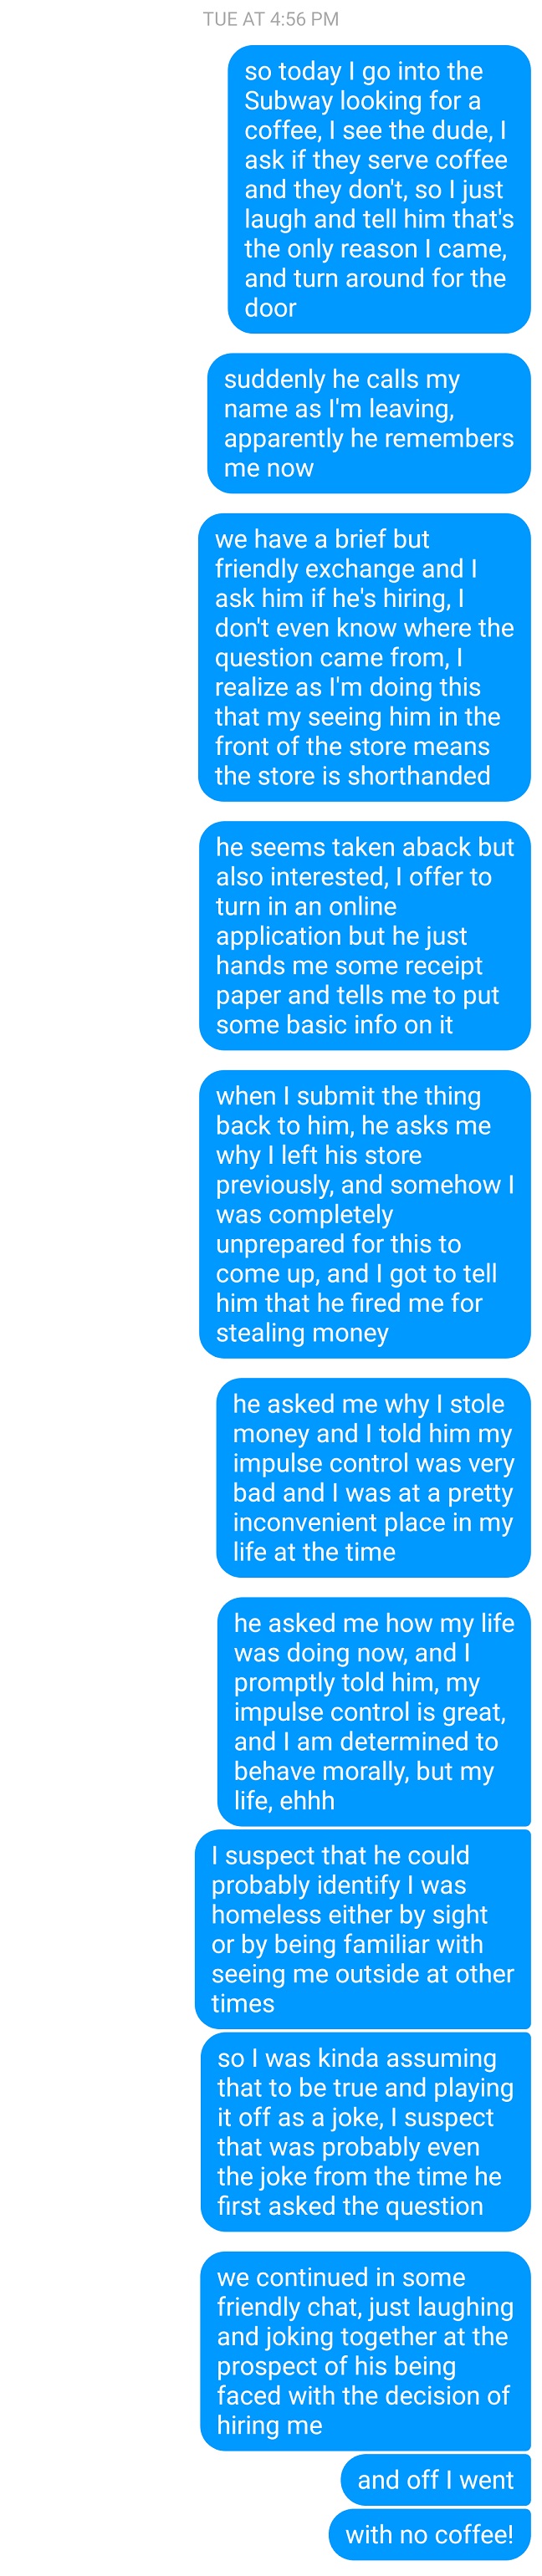 TUE AT 4:56 PM
so today I go into the
Subway looking for a
coffee, I see the dude, I
ask if they serve coffee
and they don't, so I just
laugh and tell him that's
the only reason I came,
and turn around for the
door
suddenly he calls my
name as I'm leaving,
apparently he remembers
me now
we have a brief but
friendly exchange and I
ask him if he's hiring, I
don't even know where the
question came from, I
realize as I'm doing this
that my seeing him in the
front of the store means
the store is shorthanded
he seems taken aback but
also interested, I offer to
turn in an online
application but he just
hands me some receipt
paper and tells me to put
some basic info on it
when I submit the thing
back to him, he asks me
why I left his store
previously, and somehow I
was completely
unprepared for this to
come up, and I got to tell
him that he fired me for
stealing money
he asked me why I stole
money and I told him my
impulse control was very
bad and I was at a pretty
inconvenient place in my
life at the time
he asked me how my life
was doing now, and I
promptly told him, my
impulse control is great,
and I am determined to
behave morally, but my
life, ehhh
I suspect that he could
probably identify I was
homeless either by sight
or by being familiar with
seeing me outside at other
times
so I was kinda assuming
that to be true and playing
it off as a joke, I suspect
that was probably even
the joke from the time he
first asked the question
we continued in some
friendly chat, just laughing
and joking together at the
prospect of his being
faced with the decision of
hiring me
and off I went
with no coffee!